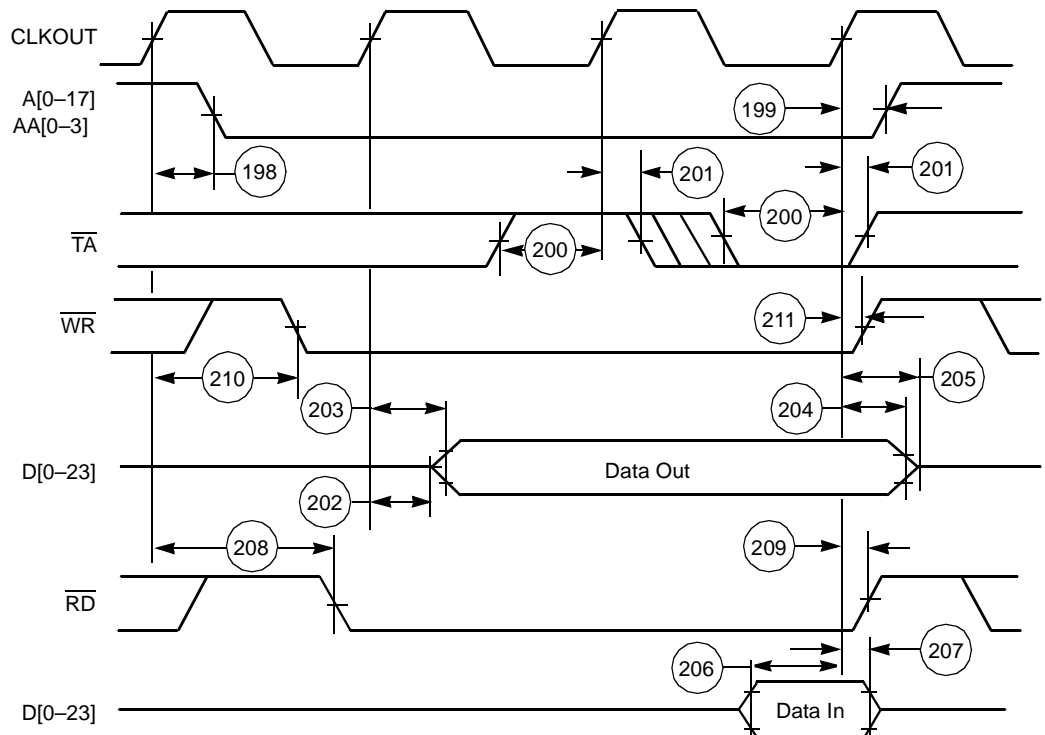 CLKOUT
A[0–17]
AA[0–3]
199
198
201
201
200
200
TA
WR
211
210
205
203
204
D[0–23]
Data Out
202
208
209
RD
206
207
D[0–23]
Data In